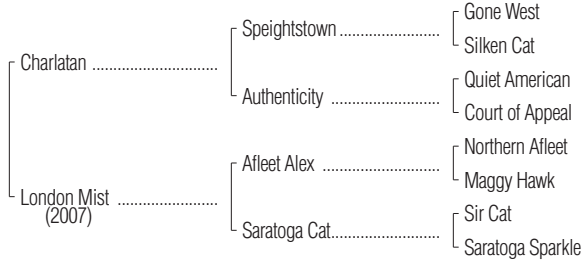 Gone West
Speightstown
Silken Cat
Charlatan
Quiet American
Authenticity
Court of Appeal
Northern Afleet
Afleet Alex
Maggy Hawk
London Mist
(2007)
Sir Cat
Saratoga Cat
Saratoga Sparkle